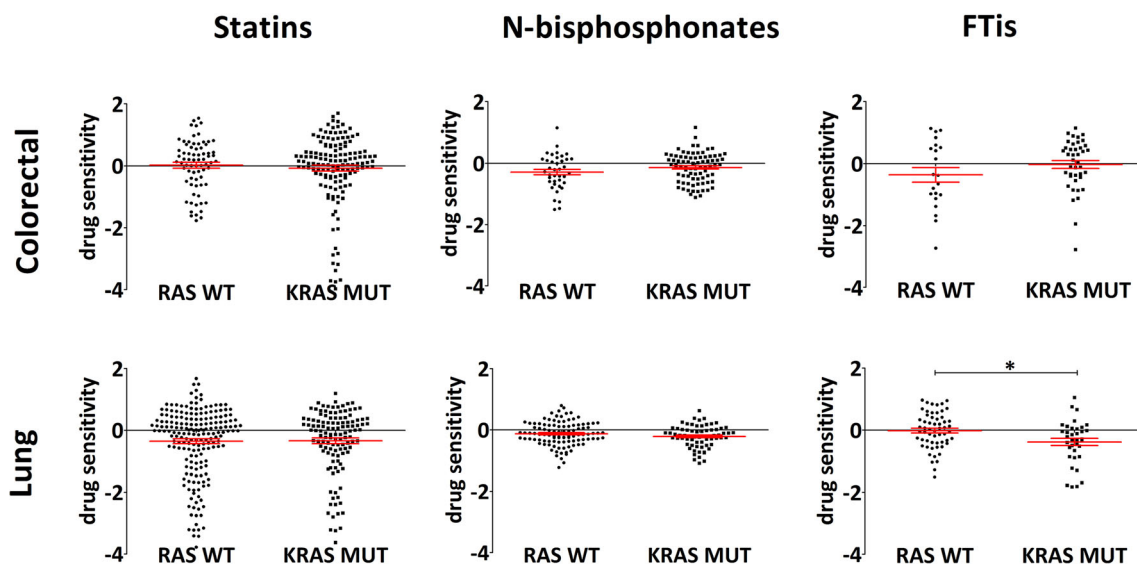 Statins N-bisphosphonates FTis
Colorectal
drug sensitivity
2
0
-2
-4
RAS WT KRAS MUT
drug sensitivity
2
0
-2
-4
RAS WT KRAS MUT
drug sensitivity
2
0
-2
-4
RAS WT KRAS MUT
Lung
drug sensitivity
2
0
-2
-4
RAS WT KRAS MUT
drug sensitivity
2
0
-2
-4
RAS WT KRAS MUT
drug sensitivity
2
0
-2
-4
*
RAS WT KRAS MUT